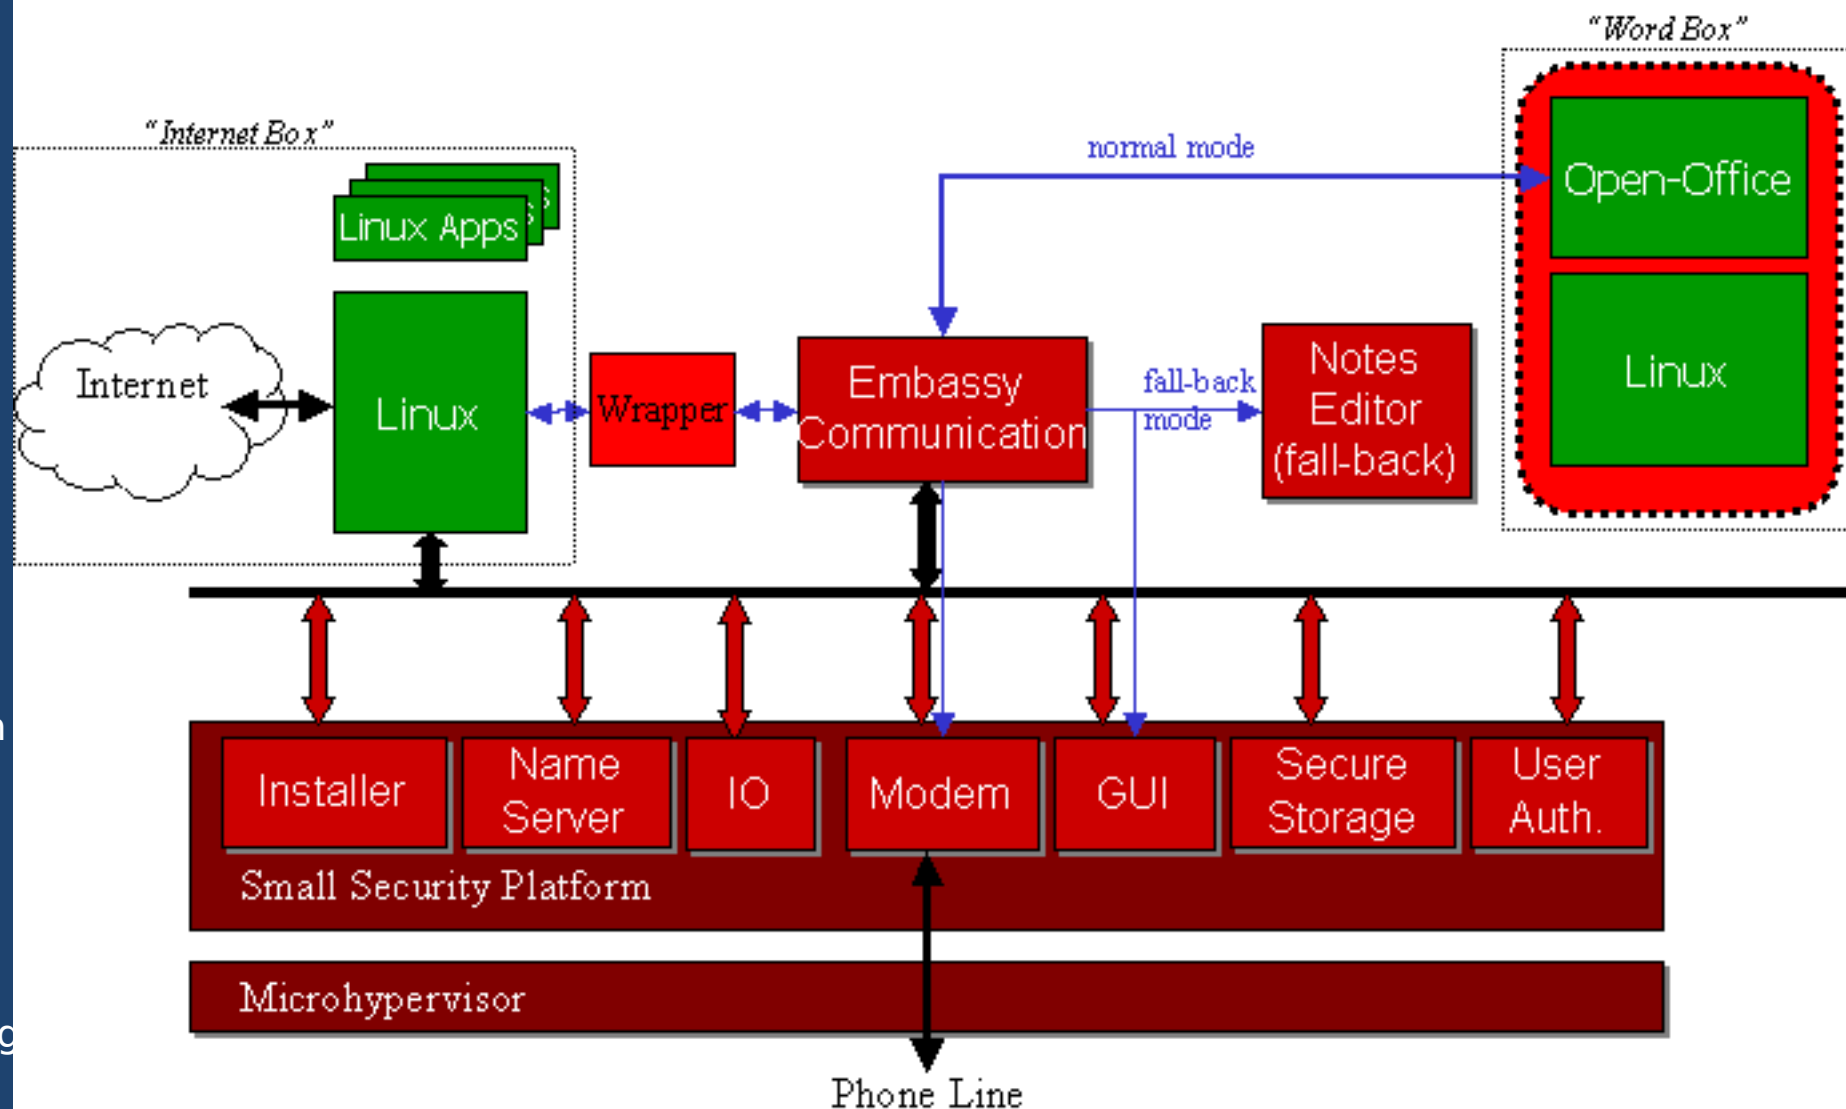 "Word Box"
"Internet Box"
normal mode
Open-Office
Linux Apps
s
s
Internet
Linux
Wrapper
Embassy
Communication
fall-back
mode
Notes
Editor
(fall-back)
Linux
Installer
Name
Server
IO
Modem
GUI
Secure
Storage
User
Auth.
Small Security Platform
Microhypervisor
Phone Line